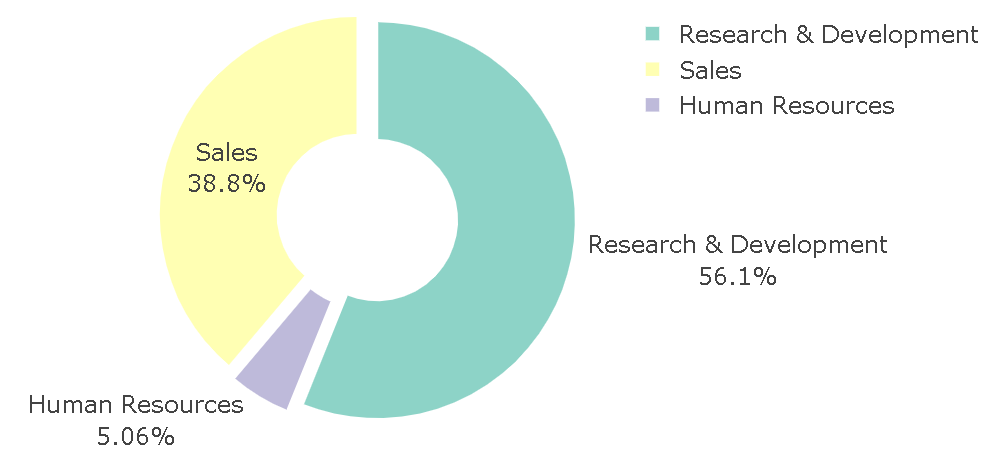 Research & Development
Sales
Human Resources
Sales
38.8%
Research & Development
56.1%
Human Resources
5.06%